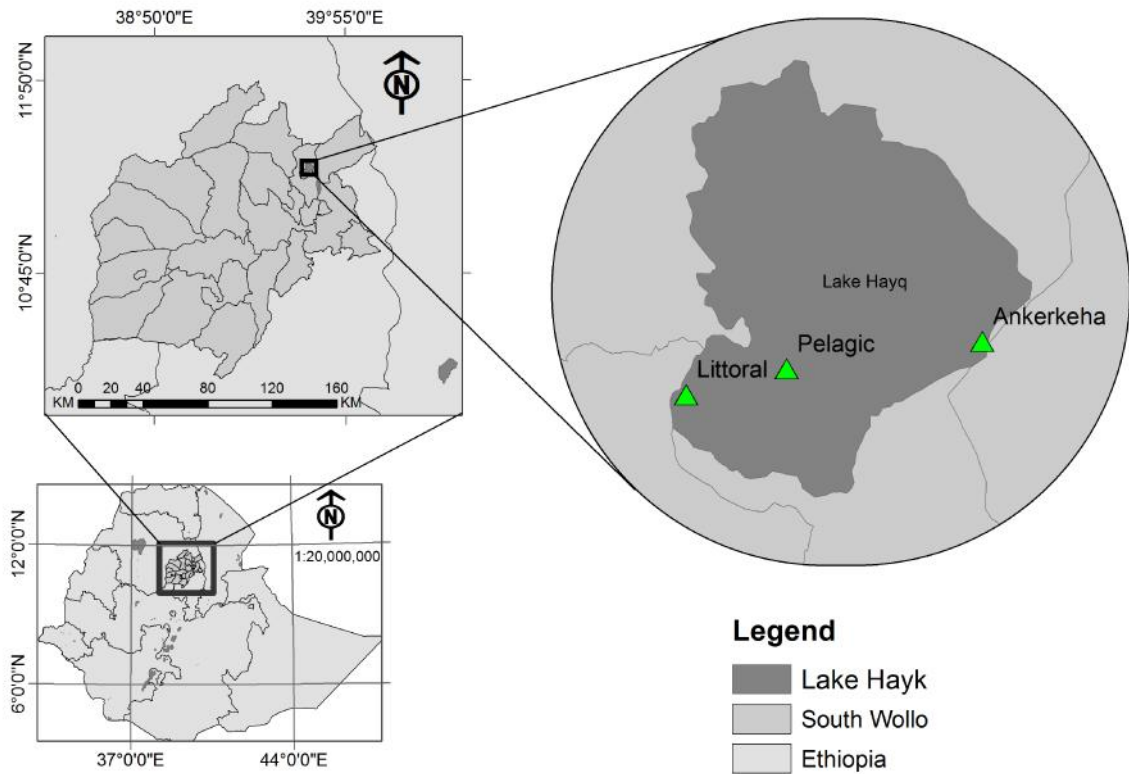 38°50'0"E 39°55'0"E
11°50'0"N
N
10°45'0"N
0 20 40 80 120 160
KM KM
Lake Hayq
Ankerkeha
Pelagic
Littoral
12°0'0"N
N
1:20,000,000
6°0'0"N
37°0'0"E 44°0'0"E
Legend
Lake Hayk
South Wollo
Ethiopia